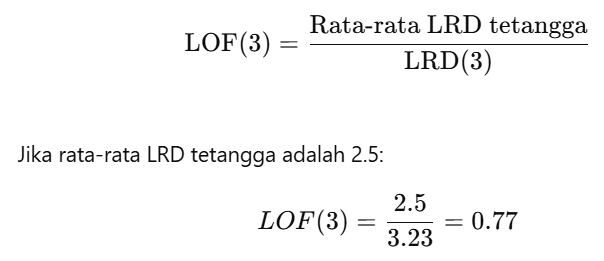 LOF(3) = Rata-rata LRD tetangga / LRD(3)
Jika rata-rata LRD tetangga adalah 2.5:
LOF(3) = 2.5 / 3.23 = 0.77